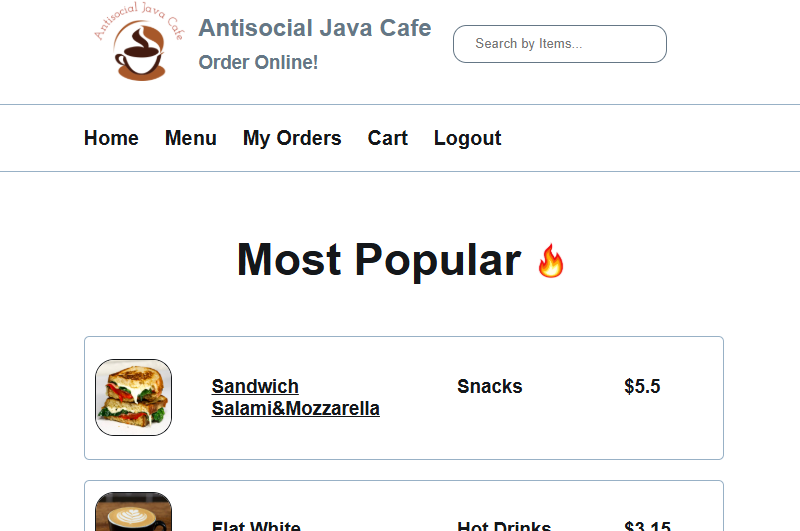 Antisocial Java Cafe
Antisocial Java Cafe
Order Online!
Search by Items...
Home Menu My Orders Cart Logout
Most Popular 🔥
Sandwich Salami&Mozzarella
Snacks
$5.5
Flat White
Hot Drinks
$3.15